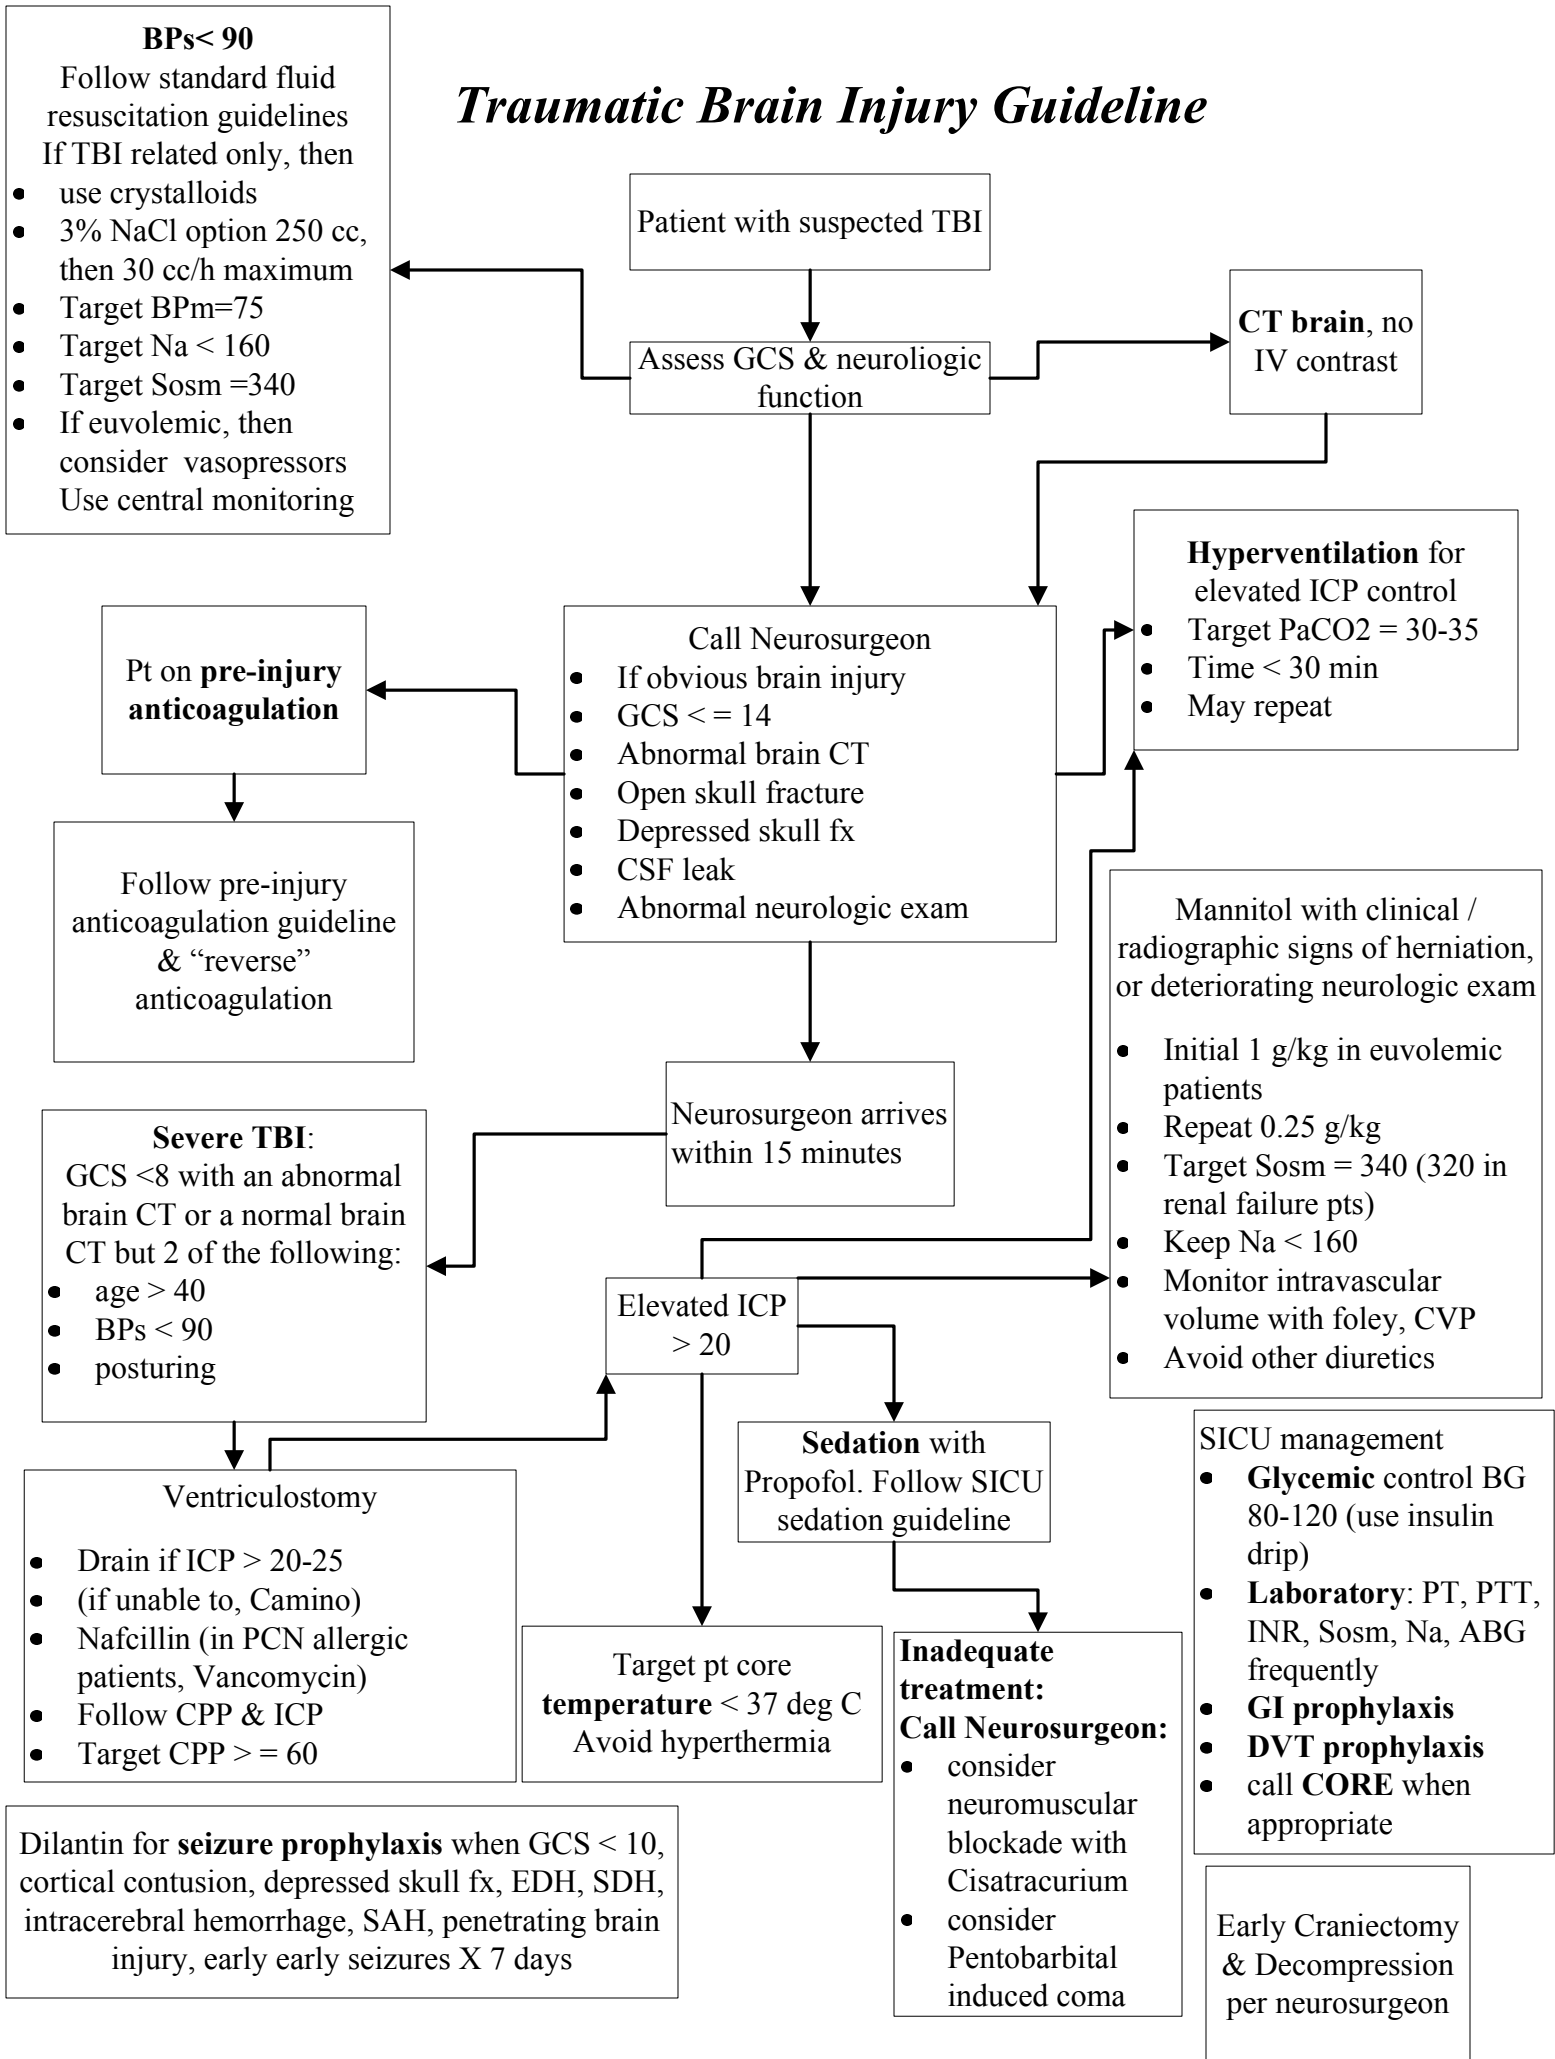 BPs< 90
Follow standard fluid
resuscitation guidelines
If TBI related only, then
• use crystalloids
• 3% NaCl option 250 cc,
then 30 cc/h maximum
• Target BPm=75
• Target Na < 160
• Target Sosm =340
• If euvolemic, then
consider vasopressors
Use central monitoring
Traumatic Brain Injury Guideline
Patient with suspected TBI
Assess GCS & neuroliogic
function
CT brain, no
IV contrast
Call Neurosurgeon
• If obvious brain injury
• GCS < = 14
• Abnormal brain CT
• Open skull fracture
• Depressed skull fx
• CSF leak
• Abnormal neurologic exam
Hyperventilation for
elevated ICP control
• Target PaCO2 = 30-35
• Time < 30 min
• May repeat
Pt on pre-injury
anticoagulation
Follow pre-injury
anticoagulation guideline
& “reverse”
anticoagulation
Mannitol with clinical /
radiographic signs of herniation,
or deteriorating neurologic exam
• Initial 1 g/kg in euvolemic
patients
• Repeat 0.25 g/kg
• Target Sosm = 340 (320 in
renal failure pts)
• Keep Na < 160
• Monitor intravascular
volume with foley, CVP
• Avoid other diuretics
Neurosurgeon arrives
within 15 minutes
Severe TBI:
GCS <8 with an abnormal
brain CT or a normal brain
CT but 2 of the following:
• age > 40
• BPs < 90
• posturing
Elevated ICP
> 20
Ventriculostomy
• Drain if ICP > 20-25
• (if unable to, Camino)
• Nafcillin (in PCN allergic
patients, Vancomycin)
• Follow CPP & ICP
• Target CPP > = 60
Sedation with
Propofol. Follow SICU
sedation guideline
SICU management
• Glycemic control BG
80-120 (use insulin
drip)
• Laboratory: PT, PTT,
INR, Sosm, Na, ABG
frequently
• GI prophylaxis
• DVT prophylaxis
• call CORE when
appropriate
Target pt core
temperature < 37 deg C
Avoid hyperthermia
Inadequate
treatment:
Call Neurosurgeon:
• consider
neuromuscular
blockade with
Cisatracurium
• consider
Pentobarbital
induced coma
Dilantin for seizure prophylaxis when GCS < 10,
cortical contusion, depressed skull fx, EDH, SDH,
intracerebral hemorrhage, SAH, penetrating brain
injury, early early seizures X 7 days
Early Craniectomy
& Decompression
per neurosurgeon